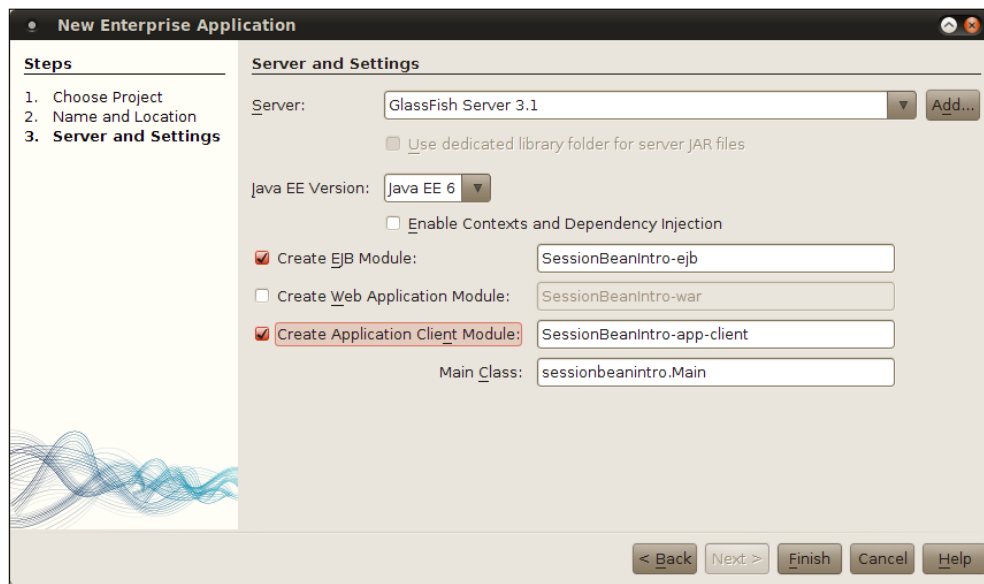 New Enterprise Application
Steps
1. Choose Project
2. Name and Location
3. Server and Settings
Server and Settings
Server: GlassFish Server 3.1 Add...
Use dedicated library folder for server JAR files
Java EE Version: Java EE 6
Enable Contexts and Dependency Injection
Create EJB Module: SessionBeanIntro-ejb
Create Web Application Module: SessionBeanIntro-war
Create Application Client Module: SessionBeanIntro-app-client
Main Class: sessionbeanintro.Main
< Back Next > Finish Cancel Help